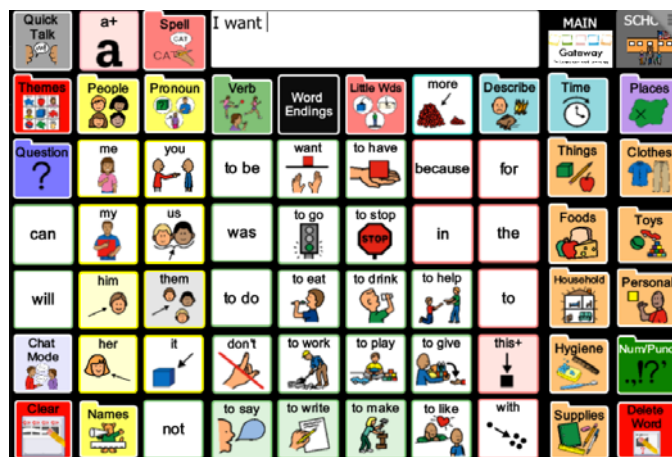 Quick Talk
a+
a
Spell
CAT
CAT
I want
MAIN
Gateway
Themes
People
Pronoun
Verb
Word Endings
Little Wds
more
Describe
Time
Places
Question
?
me
you
to be
want
to have
because
for
Things
Clothes
can
my
us
was
to go
to stop
STOP
in
the
Foods
Toys
will
him
them
to do
to eat
to drink
to help
to
Household
Personal
Chat Mode
her
it
don't
to work
to play
to give
this+
Hygiene
Num/Punc
.,!?'
Clear
Names
not
to say
to write
to make
to like
with
Supplies
Delete Word